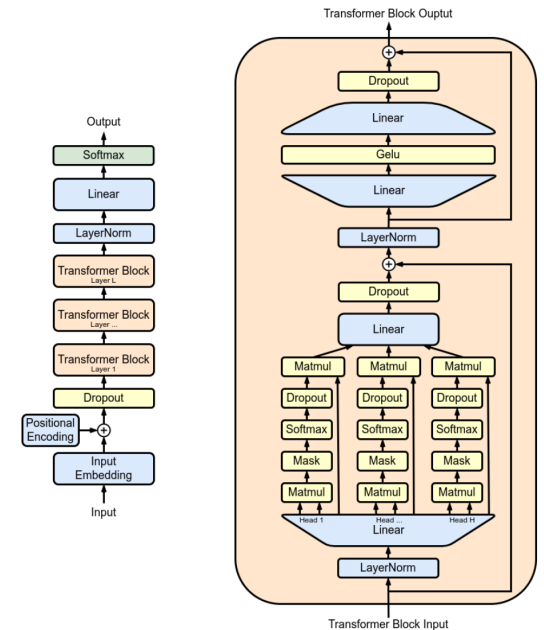 Output
Softmax
Linear
LayerNorm
Transformer Block
Layer L
Transformer Block
Layer ...
Transformer Block
Layer 1
Dropout
Positional
Encoding
+
Input
Embedding
Input
Transformer Block Ouptut
+
Dropout
Linear
Gelu
Linear
LayerNorm
+
Dropout
Linear
Matmul Matmul Matmul
Dropout Dropout Dropout
Softmax Softmax Softmax
Mask Mask Mask
Matmul Matmul Matmul
Head 1 Head ... Head H
Linear
LayerNorm
Transformer Block Input